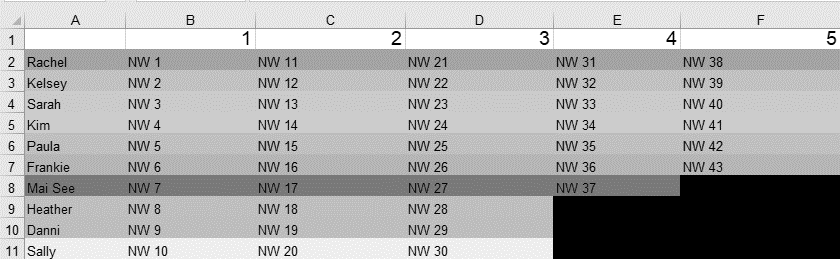 A B C D E F
1 1 2 3 4 5
2 Rachel NW 1 NW 11 NW 21 NW 31 NW 38
3 Kelsey NW 2 NW 12 NW 22 NW 32 NW 39
4 Sarah NW 3 NW 13 NW 23 NW 33 NW 40
5 Kim NW 4 NW 14 NW 24 NW 34 NW 41
6 Paula NW 5 NW 15 NW 25 NW 35 NW 42
7 Frankie NW 6 NW 16 NW 26 NW 36 NW 43
8 Mai See NW 7 NW 17 NW 27 NW 37
9 Heather NW 8 NW 18 NW 28
10 Danni NW 9 NW 19 NW 29
11 Sally NW 10 NW 20 NW 30